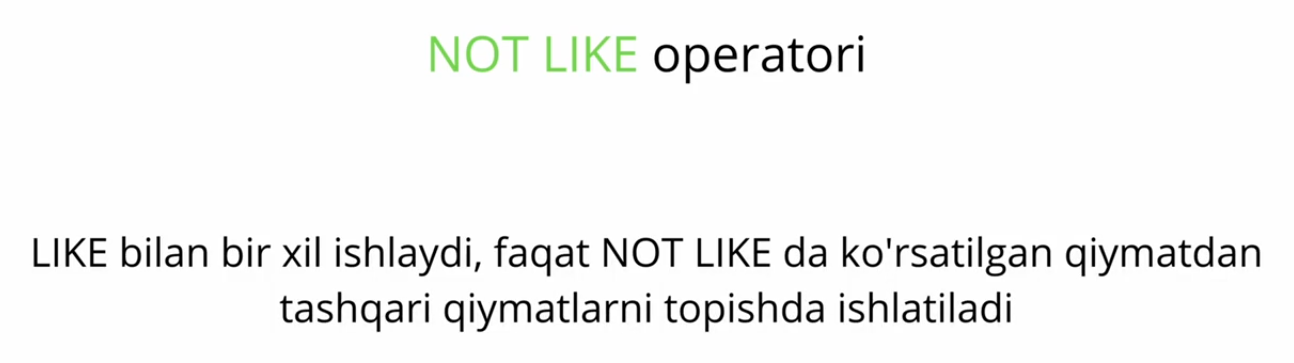 NOT LIKE operatori
LIKE bilan bir xil ishlaydi, faqat NOT LIKE da ko'rsatilgan qiymatdan
tashqari qiymatlarni topishda ishlatiladi